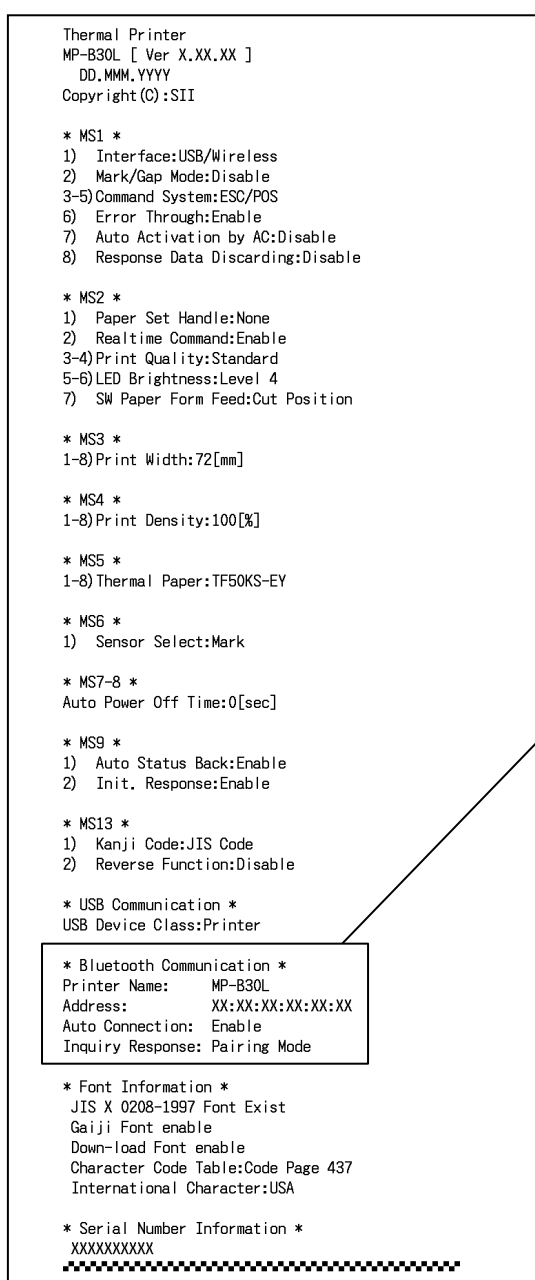 Thermal Printer
MP-B30L [ Ver X.XX.XX ]
DD.MMM.YYYY
Copyright(C):SII
* MS1 *
1) Interface:USB/Wireless
2) Mark/Gap Mode:Disable
3-5)Command System:ESC/POS
6) Error Through:Enable
7) Auto Activation by AC:Disable
8) Response Data Discarding:Disable
* MS2 *
1) Paper Set Handle:None
2) Realtime Command:Enable
3-4)Print Quality:Standard
5-6)LED Brightness:Level 4
7) SW Paper Form Feed:Cut Position
* MS3 *
1-8)Print Width:72[mm]
* MS4 *
1-8)Print Density:100[%]
* MS5 *
1-8)Thermal Paper:TF50KS-EY
* MS6 *
1) Sensor Select:Mark
* MS7-8 *
Auto Power Off Time:0[sec]
* MS9 *
1) Auto Status Back:Enable
2) Init. Response:Enable
* MS13 *
1) Kanji Code:JIS Code
2) Reverse Function:Disable
* USB Communication *
USB Device Class:Printer
* Bluetooth Communication *
Printer Name: MP-B30L
Address: XX:XX:XX:XX:XX:XX
Auto Connection: Enable
Inquiry Response: Pairing Mode
* Font Information *
JIS X 0208-1997 Font Exist
Gaiji Font enable
Down-load Font enable
Character Code Table:Code Page 437
International Character:USA
* Serial Number Information *
XXXXXXXXXX